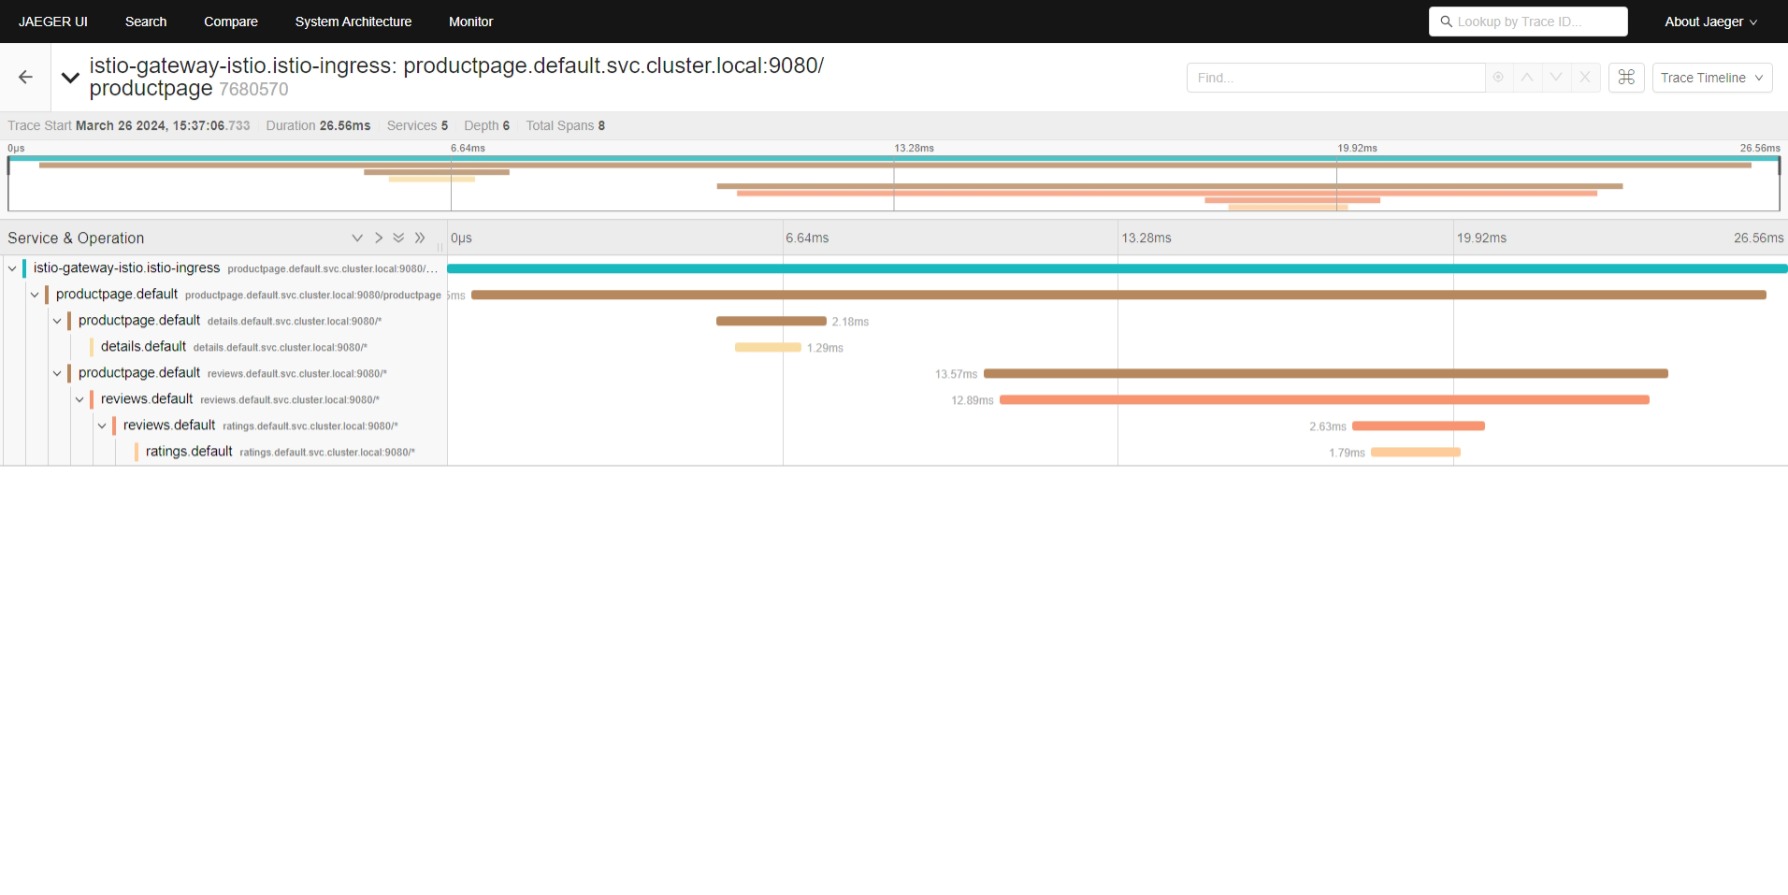 JAEGER UI Search Compare System Architecture Monitor Lookup by Trace ID... About Jaeger
istio-gateway-istio.istio-ingress: productpage.default.svc.cluster.local:9080/
productpage 7680570
Find... Trace Timeline
Trace Start March 26 2024, 15:37:06.733 Duration 26.56ms Services 5 Depth 6 Total Spans 8
0μs 6.64ms 13.28ms 19.92ms 26.56ms
Service & Operation 0μs 6.64ms 13.28ms 19.92ms 26.56ms
istio-gateway-istio.istio-ingress productpage.default.svc.cluster.local:9080/...
productpage.default productpage.default.svc.cluster.local:9080/productpage
productpage.default details.default.svc.cluster.local:9080/* 2.18ms
details.default details.default.svc.cluster.local:9080/* 1.29ms
productpage.default reviews.default.svc.cluster.local:9080/* 13.57ms
reviews.default reviews.default.svc.cluster.local:9080/* 12.89ms
reviews.default ratings.default.svc.cluster.local:9080/* 2.63ms
ratings.default ratings.default.svc.cluster.local:9080/* 1.79ms